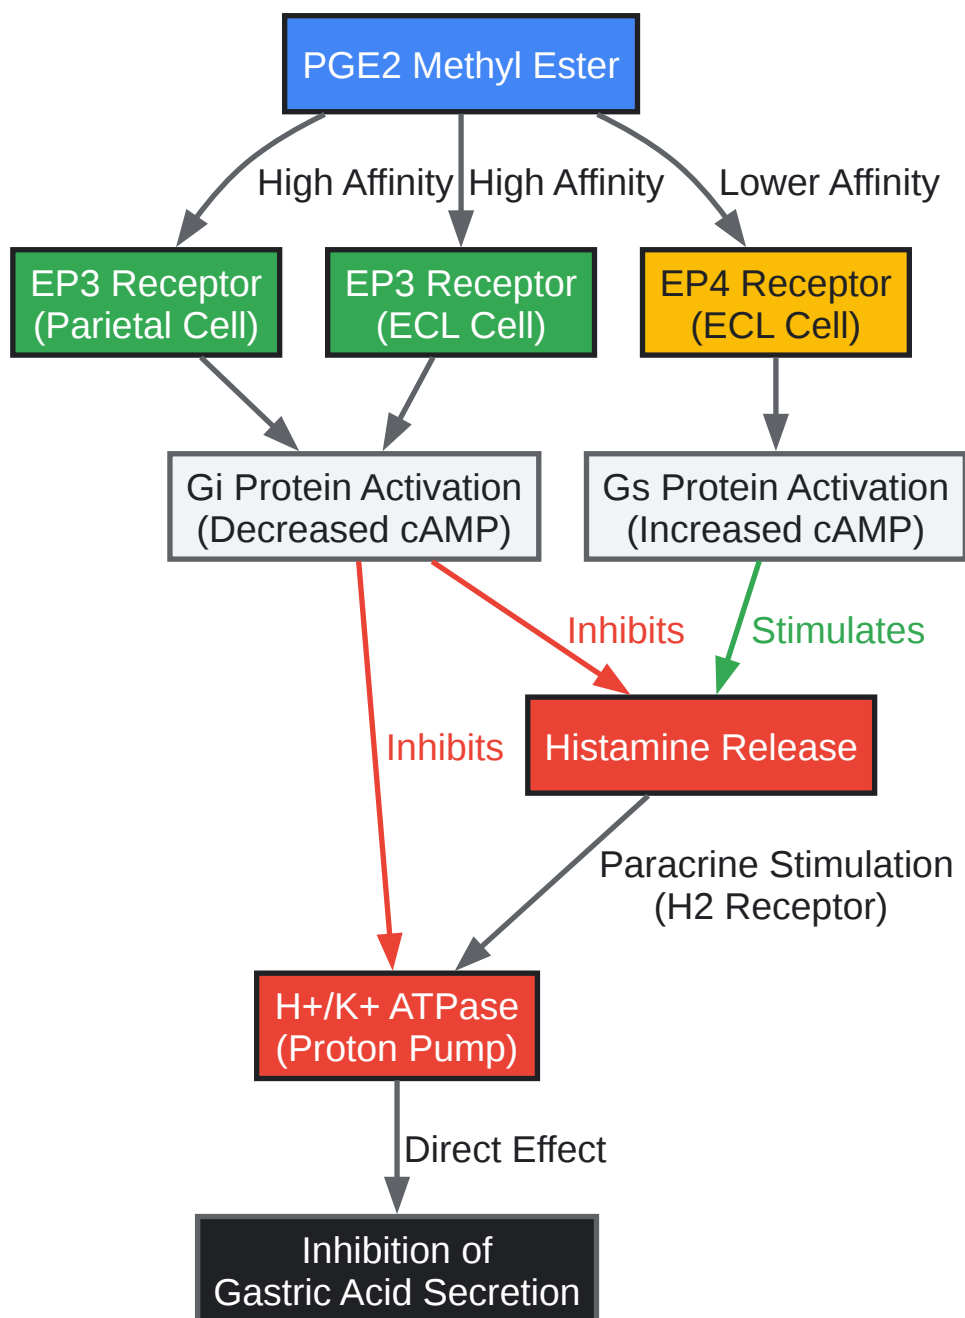 PGE2 Methyl Ester
High Affinity
High Affinity
Lower Affinity
EP3 Receptor
(Parietal Cell)
EP3 Receptor
(ECL Cell)
EP4 Receptor
(ECL Cell)
Gi Protein Activation
(Decreased cAMP)
Gs Protein Activation
(Increased cAMP)
Inhibits
Stimulates
Inhibits
Histamine Release
Paracrine Stimulation
(H2 Receptor)
H+/K+ ATPase
(Proton Pump)
Direct Effect
Inhibition of
Gastric Acid Secretion